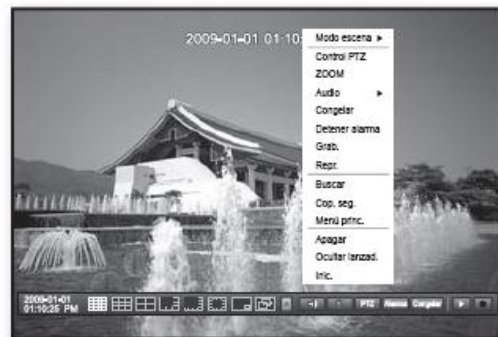 2009-01-01 01:10:
Modo escena ▸
Control PTZ
ZOOM
Audio ▸
Congelar
Detener alarma
Grab.
Repr.
Buscar
Cop. seg.
Menú princ.
Apagar
Ocultar lanzad.
Inic.
2009-01-01
01:10:25 PM
PTZ Alarma Congelar